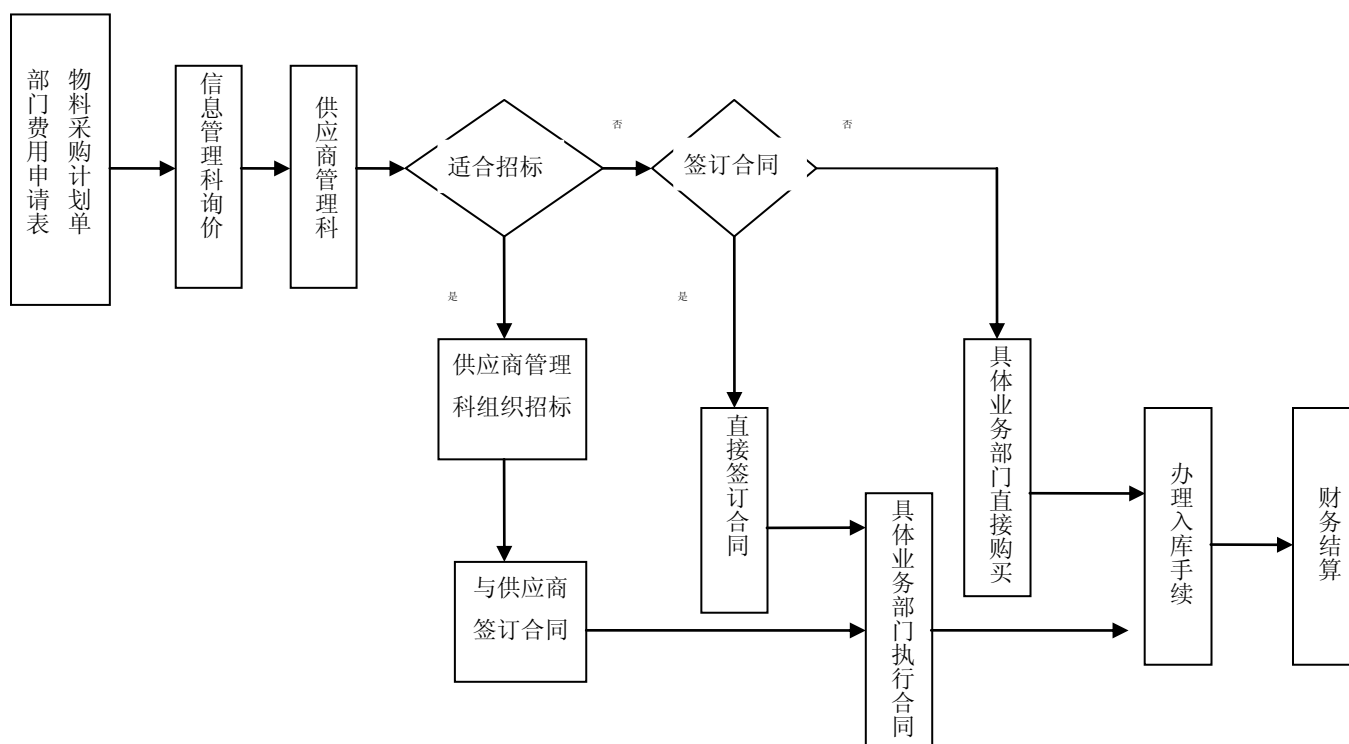 物料采购计划单
部门费用申请表
信息管理科询价
供应商管理科
适合招标
否
签订合同
否
是
是
供应商管理
科组织招标
与供应商
签订合同
直接签订合同
具体业务部门执行合同
具体业务部门直接购买
办理入库手续
财务结算